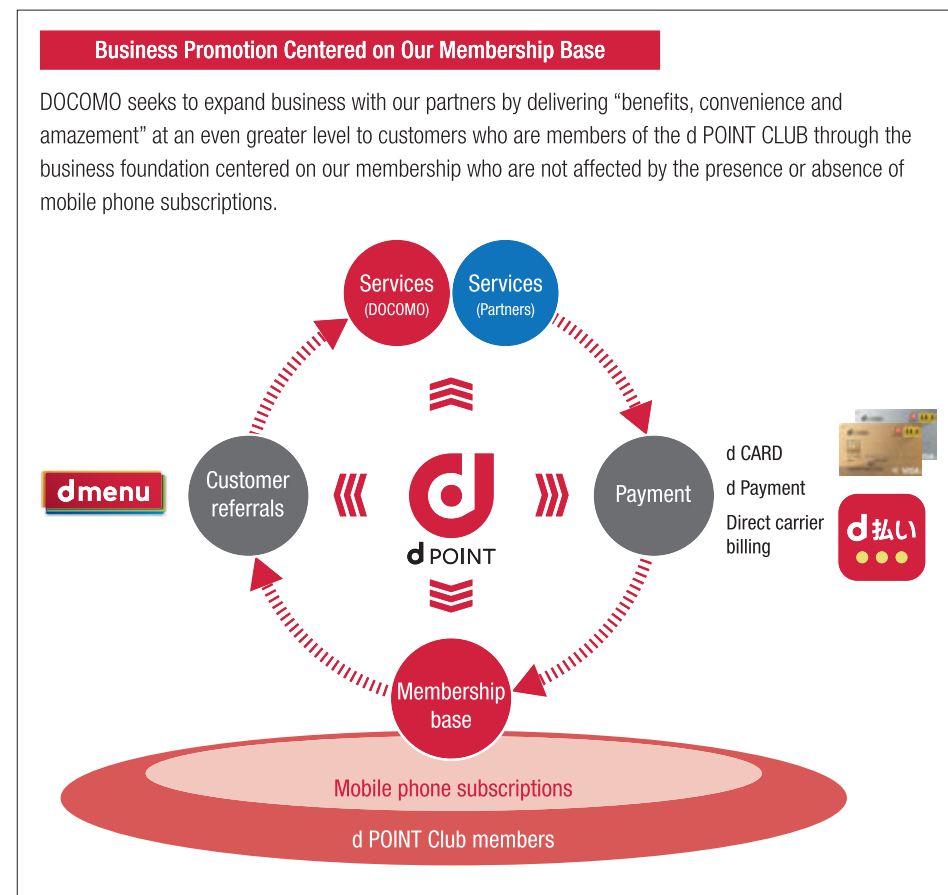 Business Promotion Centered on Our Membership Base
DOCOMO seeks to expand business with our partners by delivering “benefits, convenience and
amazement” at an even greater level to customers who are members of the d POINT CLUB through the
business foundation centered on our membership who are not affected by the presence or absence of
mobile phone subscriptions.
Services
(DOCOMO)
Services
(Partners)
dmenu
Customer
referrals
d POINT
Payment
d CARD
d Payment
Direct carrier
billing
d払い
Membership
base
Mobile phone subscriptions
d POINT Club members